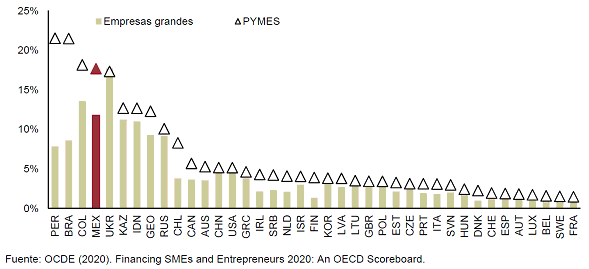 Empresas grandes PYMES
25%
20%
15%
10%
5%
0%
PER BRA COL MEX UKR KAZ IDN GEO RUS CHL CAN AUS CHN USA GRC IRL SRB NLD ISR FIN KOR LVA LTU GBR POL EST CZE PRT ITA SVN HUN DNK CHE ESP AUT LUX BEL SWE FRA
Fuente: OCDE (2020). Financing SMEs and Entrepreneurs 2020: An OECD Scoreboard.